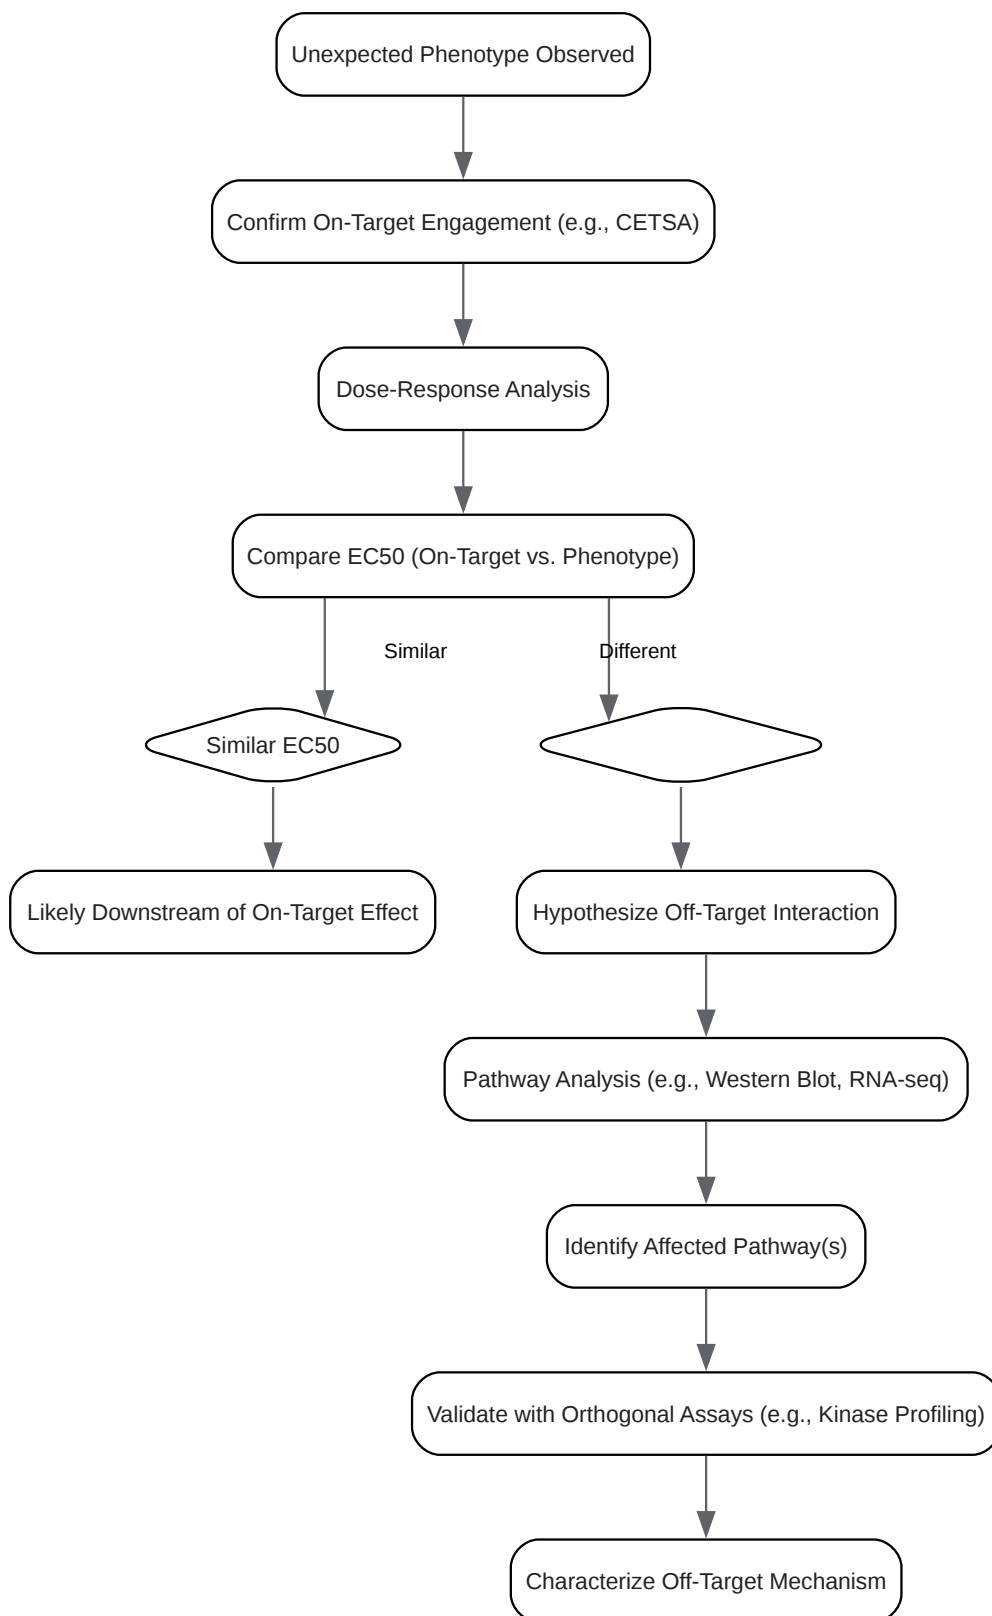 Unexpected Phenotype Observed
Confirm On-Target Engagement (e.g., CETSA)
Dose-Response Analysis
Compare EC50 (On-Target vs. Phenotype)
Similar
Different
Similar EC50
Likely Downstream of On-Target Effect
Hypothesize Off-Target Interaction
Pathway Analysis (e.g., Western Blot, RNA-seq)
Identify Affected Pathway(s)
Validate with Orthogonal Assays (e.g., Kinase Profiling)
Characterize Off-Target Mechanism